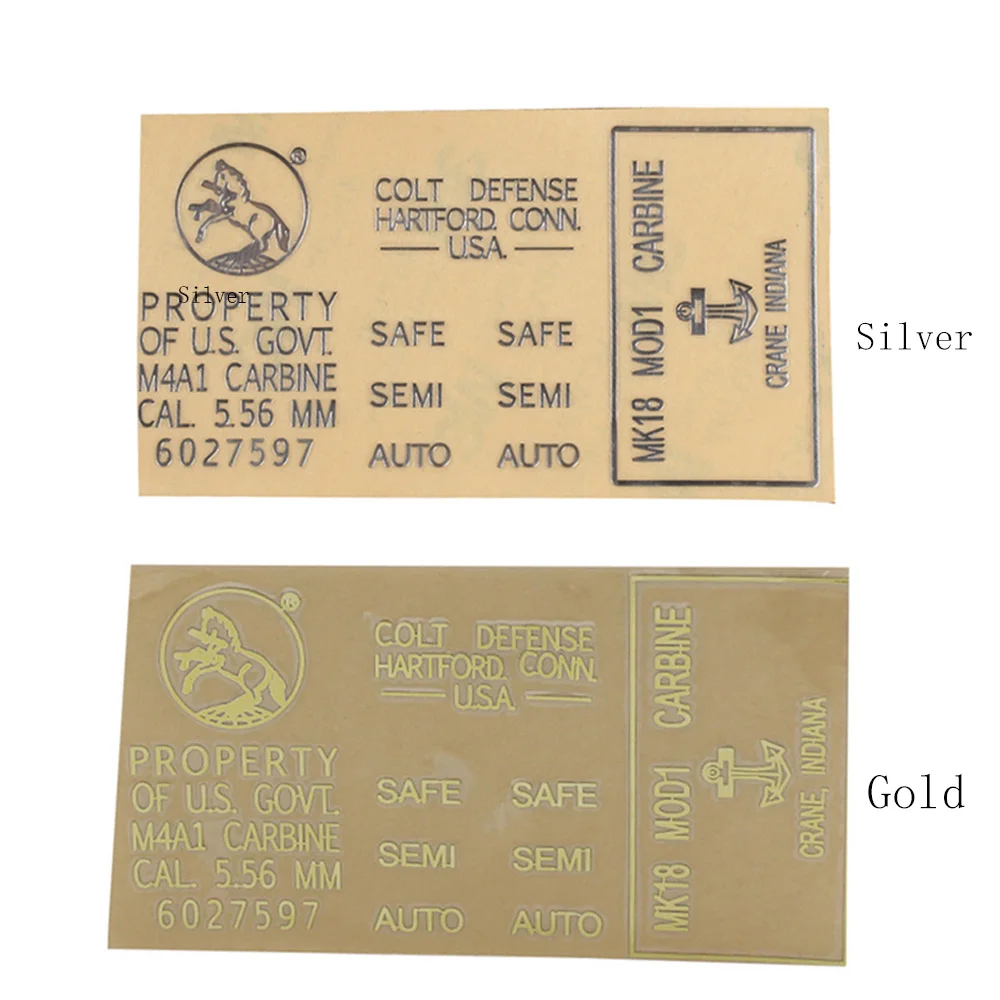 ®
COLT DEFENSE
HARTFORD. CONN.
U.S.A.
Silver
PROPERTY
OF U.S. GOVT.
M4A1 CARBINE
CAL. 5.56 MM
6027597
SAFE SAFE
SEMI SEMI
AUTO AUTO
MK18 MOD1 CARBINE
CRANE, INDIANA
Silver
®
COLT DEFENSE
HARTFORD. CONN.
U.S.A.
PROPERTY
OF U.S. GOVT.
M4A1 CARBINE
CAL. 5.56 MM
6027597
SAFE SAFE
SEMI SEMI
AUTO AUTO
MK18 MOD1 CARBINE
CRANE, INDIANA
Gold